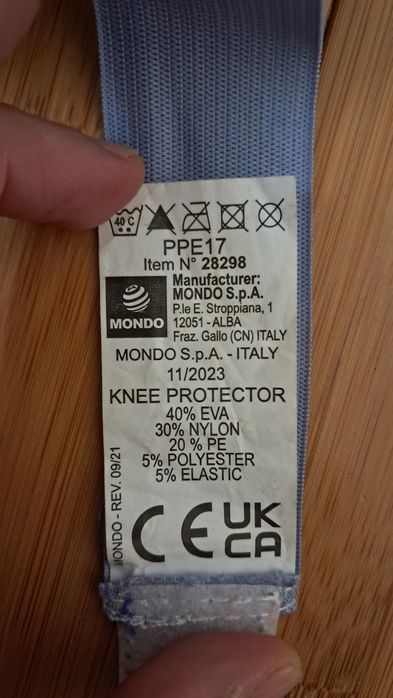 40 C
PPE17
Item N° 28298
Manufacturer:
MONDO S.p.A.
P.le E. Stroppiana, 1
12051 - ALBA
Fraz. Gallo (CN) ITALY
MONDO
MONDO S.p.A. - ITALY
11/2023
KNEE PROTECTOR
40% EVA
30% NYLON
20 % PE
5% POLYESTER
5% ELASTIC
MONDO - REV. 09/21
CE
UK
CA